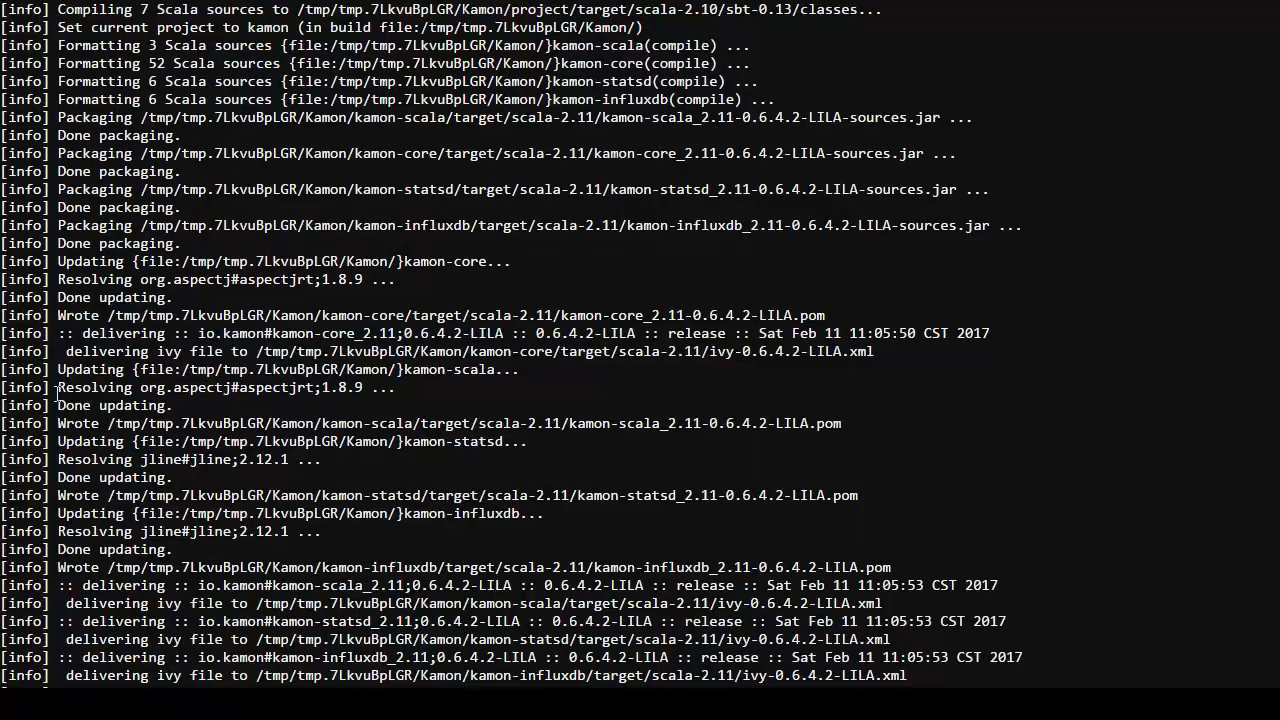 [info] Compiling 7 Scala sources to /tmp/tmp.7LkvuBpLGR/Kamon/project/target/scala-2.10/sbt-0.13/classes...
[info] Set current project to kamon (in build file:/tmp/tmp.7LkvuBpLGR/Kamon/)
[info] Formatting 3 Scala sources {file:/tmp/tmp.7LkvuBpLGR/Kamon/}kamon-scala(compile) ...
[info] Formatting 52 Scala sources {file:/tmp/tmp.7LkvuBpLGR/Kamon/}kamon-core(compile) ...
[info] Formatting 6 Scala sources {file:/tmp/tmp.7LkvuBpLGR/Kamon/}kamon-statsd(compile) ...
[info] Formatting 6 Scala sources {file:/tmp/tmp.7LkvuBpLGR/Kamon/}kamon-influxdb(compile) ...
[info] Packaging /tmp/tmp.7LkvuBpLGR/Kamon/kamon-scala/target/scala-2.11/kamon-scala_2.11-0.6.4.2-LILA-sources.jar ...
[info] Done packaging.
[info] Packaging /tmp/tmp.7LkvuBpLGR/Kamon/kamon-core/target/scala-2.11/kamon-core_2.11-0.6.4.2-LILA-sources.jar ...
[info] Done packaging.
[info] Packaging /tmp/tmp.7LkvuBpLGR/Kamon/kamon-statsd/target/scala-2.11/kamon-statsd_2.11-0.6.4.2-LILA-sources.jar ...
[info] Done packaging.
[info] Packaging /tmp/tmp.7LkvuBpLGR/Kamon/kamon-influxdb/target/scala-2.11/kamon-influxdb_2.11-0.6.4.2-LILA-sources.jar ...
[info] Done packaging.
[info] Updating {file:/tmp/tmp.7LkvuBpLGR/Kamon/}kamon-core...
[info] Resolving org.aspectj#aspectjrt;1.8.9 ...
[info] Done updating.
[info] Wrote /tmp/tmp.7LkvuBpLGR/Kamon/kamon-core/target/scala-2.11/kamon-core_2.11-0.6.4.2-LILA.pom
[info] :: delivering :: io.kamon#kamon-core_2.11;0.6.4.2-LILA :: 0.6.4.2-LILA :: release :: Sat Feb 11 11:05:50 CST 2017
[info]  delivering ivy file to /tmp/tmp.7LkvuBpLGR/Kamon/kamon-core/target/scala-2.11/ivy-0.6.4.2-LILA.xml
[info] Updating {file:/tmp/tmp.7LkvuBpLGR/Kamon/}kamon-scala...
[info] Resolving org.aspectj#aspectjrt;1.8.9 ...
[info] Done updating.
[info] Wrote /tmp/tmp.7LkvuBpLGR/Kamon/kamon-scala/target/scala-2.11/kamon-scala_2.11-0.6.4.2-LILA.pom
[info] Updating {file:/tmp/tmp.7LkvuBpLGR/Kamon/}kamon-statsd...
[info] Resolving jline#jline;2.12.1 ...
[info] Done updating.
[info] Wrote /tmp/tmp.7LkvuBpLGR/Kamon/kamon-statsd/target/scala-2.11/kamon-statsd_2.11-0.6.4.2-LILA.pom
[info] Updating {file:/tmp/tmp.7LkvuBpLGR/Kamon/}kamon-influxdb...
[info] Resolving jline#jline;2.12.1 ...
[info] Done updating.
[info] Wrote /tmp/tmp.7LkvuBpLGR/Kamon/kamon-influxdb/target/scala-2.11/kamon-influxdb_2.11-0.6.4.2-LILA.pom
[info] :: delivering :: io.kamon#kamon-scala_2.11;0.6.4.2-LILA :: 0.6.4.2-LILA :: release :: Sat Feb 11 11:05:53 CST 2017
[info]  delivering ivy file to /tmp/tmp.7LkvuBpLGR/Kamon/kamon-scala/target/scala-2.11/ivy-0.6.4.2-LILA.xml
[info] :: delivering :: io.kamon#kamon-statsd_2.11;0.6.4.2-LILA :: 0.6.4.2-LILA :: release :: Sat Feb 11 11:05:53 CST 2017
[info]  delivering ivy file to /tmp/tmp.7LkvuBpLGR/Kamon/kamon-statsd/target/scala-2.11/ivy-0.6.4.2-LILA.xml
[info] :: delivering :: io.kamon#kamon-influxdb_2.11;0.6.4.2-LILA :: 0.6.4.2-LILA :: release :: Sat Feb 11 11:05:53 CST 2017
[info]  delivering ivy file to /tmp/tmp.7LkvuBpLGR/Kamon/kamon-influxdb/target/scala-2.11/ivy-0.6.4.2-LILA.xml